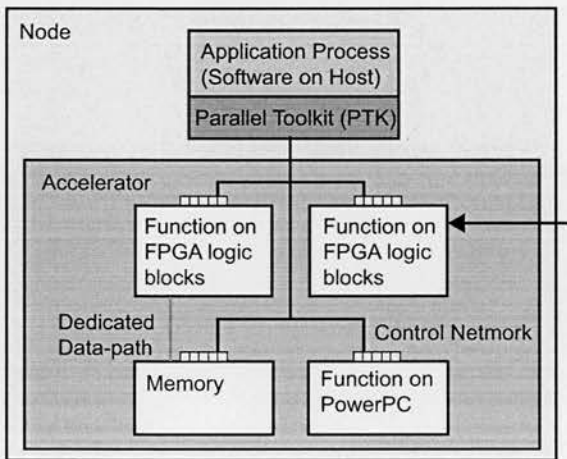 Node
Application Process
(Software on Host)
Parallel Toolkit (PTK)
Accelerator
Function on
FPGA logic
blocks
Function on
FPGA logic
blocks
Dedicated
Data-path
Control Network
Memory
Function on
PowerPC